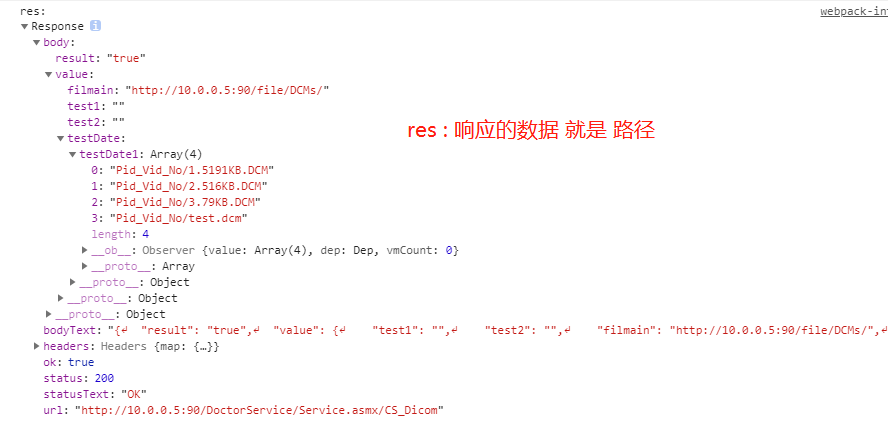 res:
webpack-int
▼Response i
▼body:
result: "true"
▼value:
filmain: "http://10.0.0.5:90/file/DCMs/"
test1: ""
test2: ""
res : 响应的数据 就是 路径
▼testDate:
▼testDate1: Array(4)
0: "Pid_Vid_No/1.5191KB.DCM"
1: "Pid_Vid_No/2.516KB.DCM"
2: "Pid_Vid_No/3.79KB.DCM"
3: "Pid_Vid_No/test.dcm"
length: 4
▶__ob__: Observer {value: Array(4), dep: Dep, vmCount: 0}
▶__proto__: Array
▶__proto__: Object
▶__proto__: Object
▶__proto__: Object
bodyText: "{↲  "result": "true",↲  "value": {↲    "test1": "",↲    "test2": "",↲    "filmain": "http://10.0.0.5:90/file/DCMs/",↲
▶headers: Headers {map: {…}}
ok: true
status: 200
statusText: "OK"
url: "http://10.0.0.5:90/DoctorService/Service.asmx/CS_Dicom"